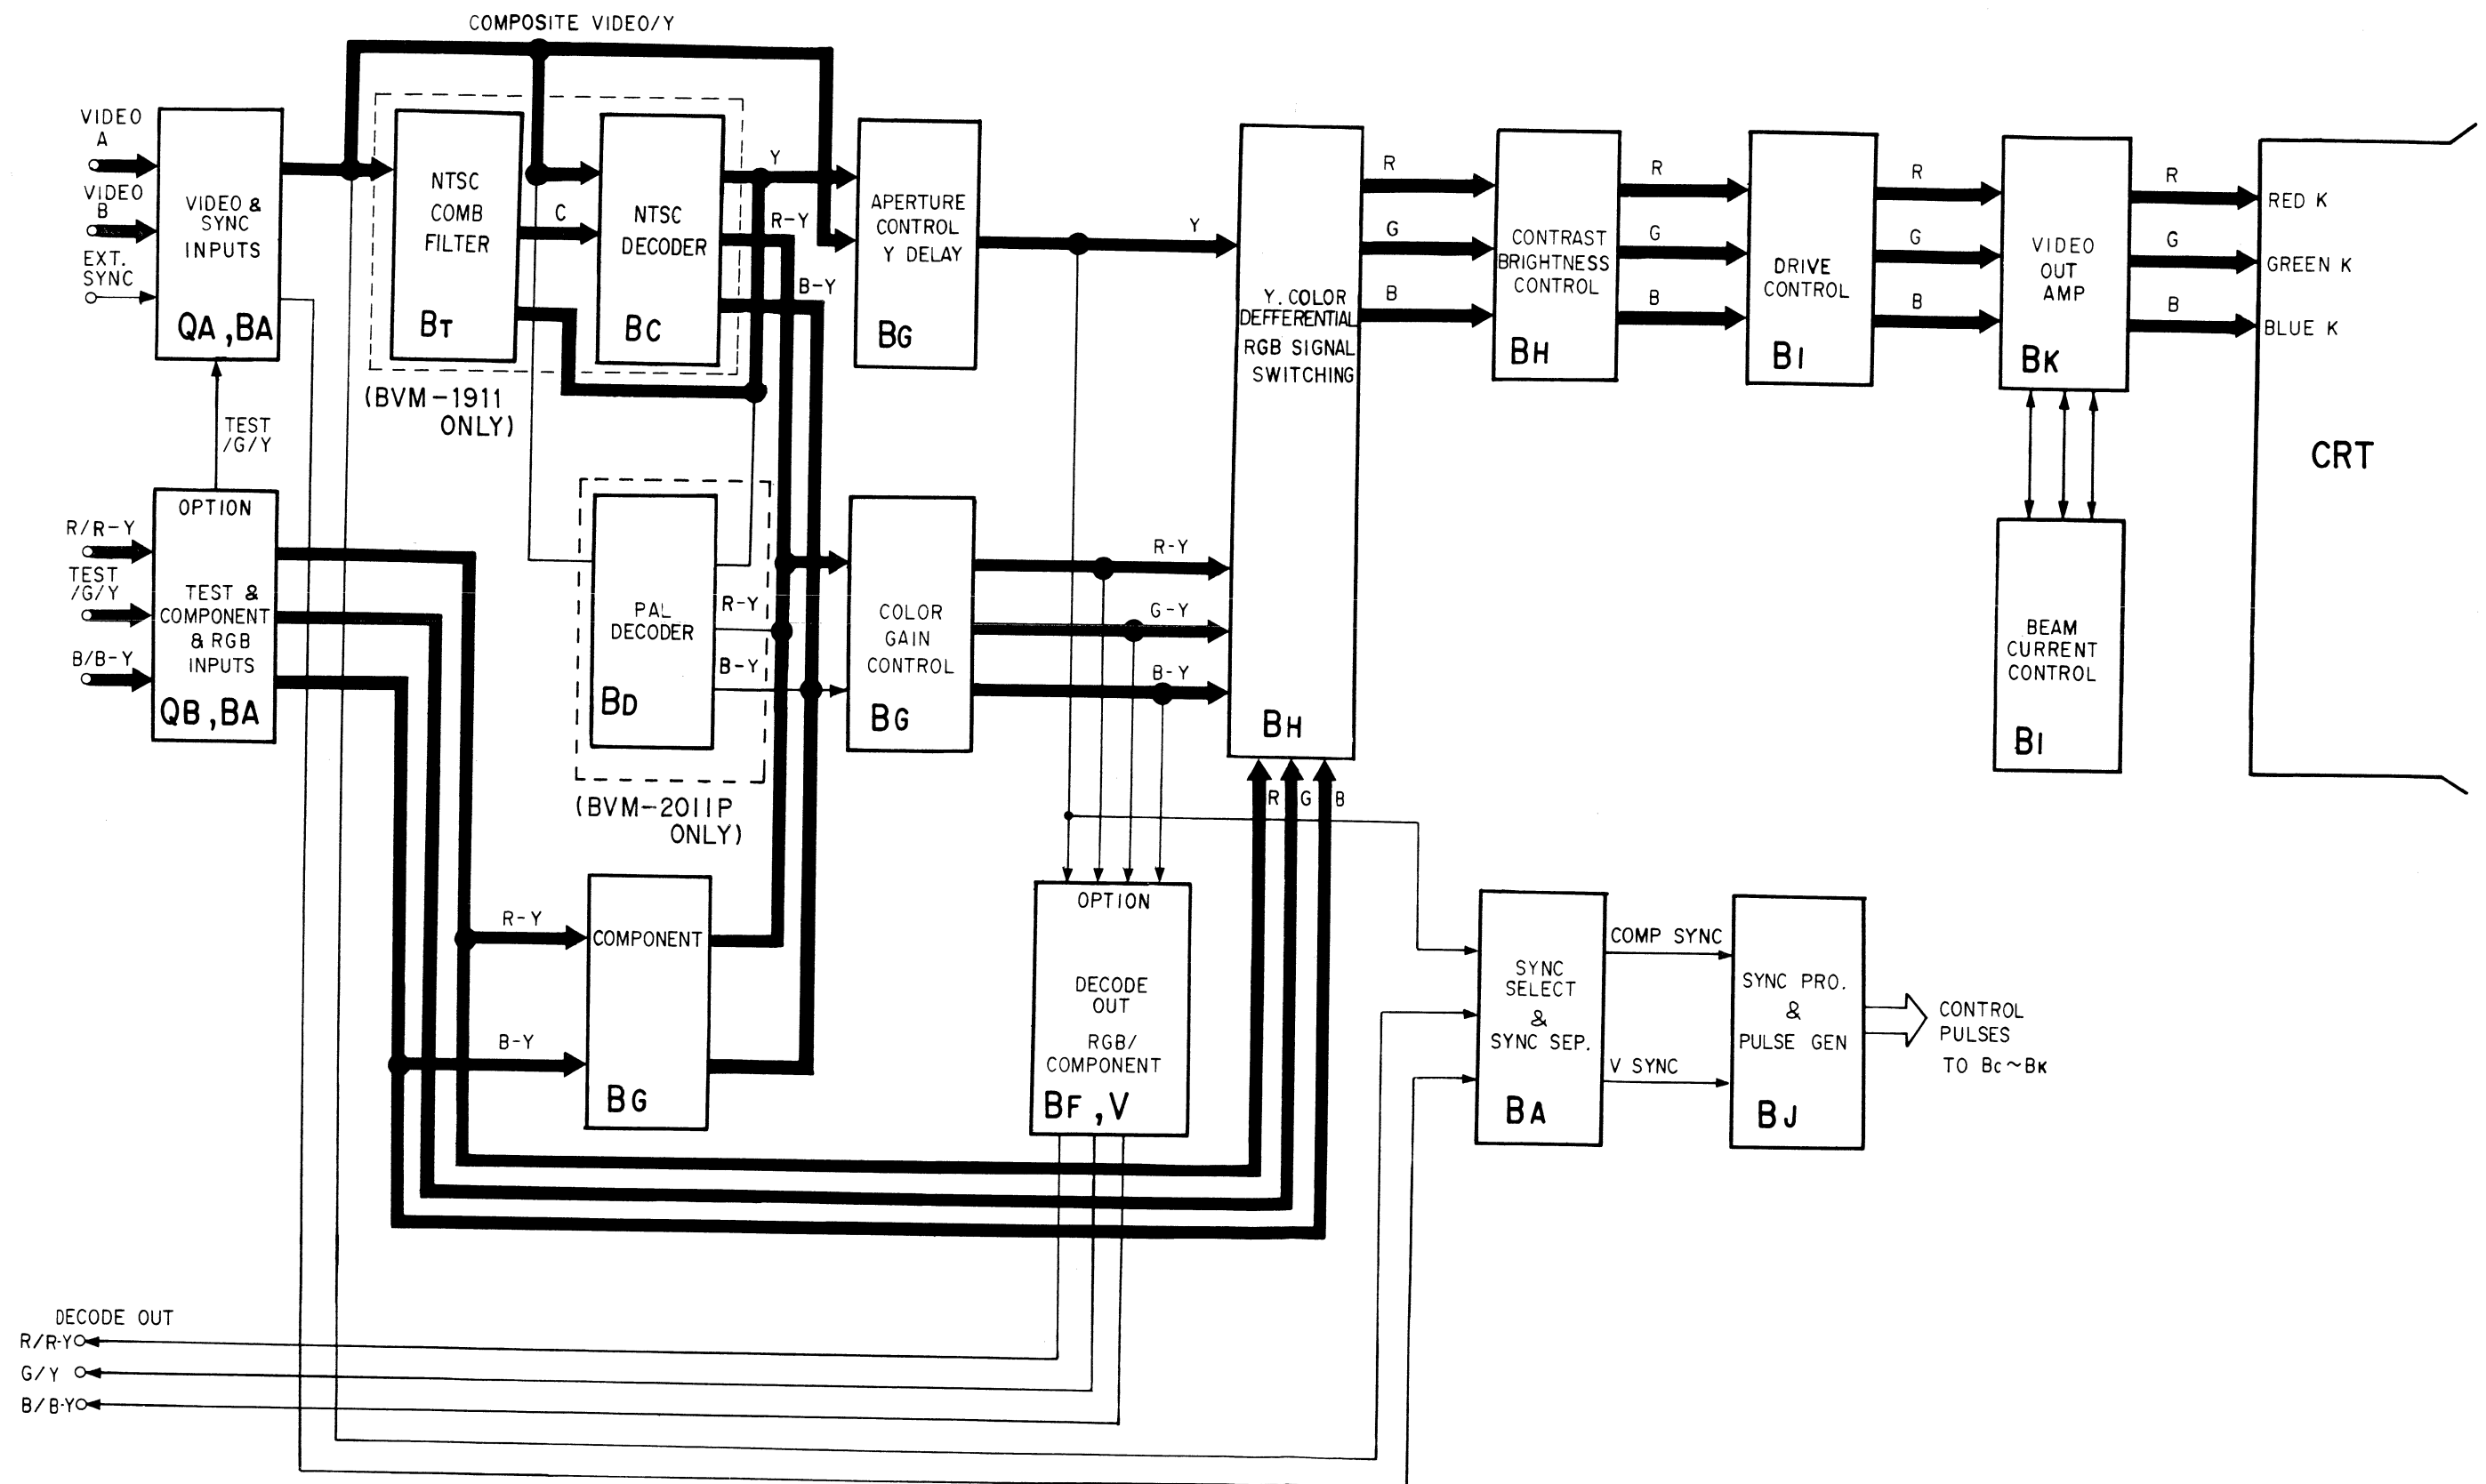 COMPOSITE VIDEO/Y
VIDEO
A
VIDEO
B
EXT.
SYNC
VIDEO &
SYNC
INPUTS
QA ,BA
NTSC
COMB
FILTER
BT
C
NTSC
DECODER
BC
(BVM-1911
ONLY)
Y
R-Y
B-Y
APERTURE
CONTROL
Y DELAY
BG
Y
Y. COLOR
DEFFERENTIAL
RGB SIGNAL
SWITCHING
BH
R
G
B
CONTRAST
BRIGHTNESS
CONTROL
BH
R
G
B
DRIVE
CONTROL
BI
R
G
B
VIDEO
OUT
AMP
BK
R
G
B
RED K
GREEN K
BLUE K
CRT
TEST
/G/Y
R/R-Y
TEST
/G/Y
B/B-Y
OPTION
TEST &
COMPONENT
& RGB
INPUTS
QB ,BA
PAL
DECODER
BD
R-Y
B-Y
(BVM-2011P
ONLY)
COLOR
GAIN
CONTROL
BG
R-Y
G-Y
B-Y
BEAM
CURRENT
CONTROL
BI
R G B
R-Y
B-Y
COMPONENT
BG
OPTION
DECODE
OUT
RGB/
COMPONENT
BF ,V
SYNC
SELECT
&
SYNC SEP.
BA
COMP SYNC
V SYNC
SYNC PRO.
&
PULSE GEN
BJ
CONTROL
PULSES
TO BC~BK
DECODE OUT
R/R-Y
G/Y
B/B-Y